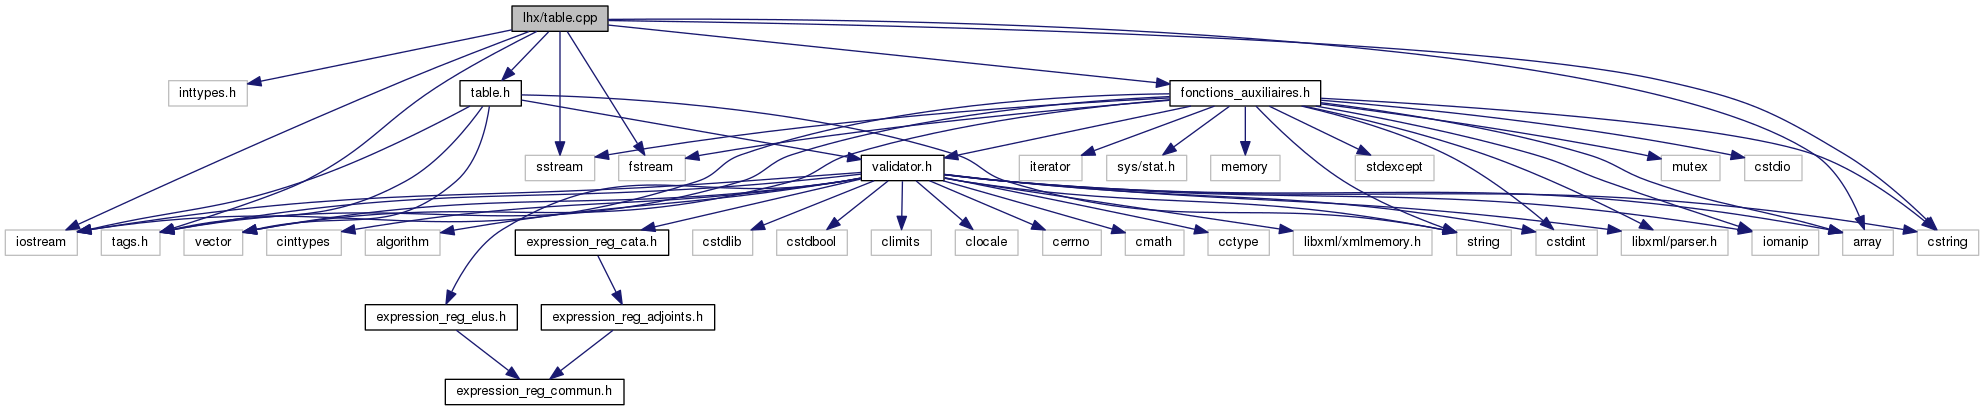 lhx/table.cpp
inttypes.h
table.h
fonctions_auxiliaires.h
sstream
fstream
validator.h
iterator
sys/stat.h
memory
stdexcept
mutex
cstdio
iostream
tags.h
vector
cinttypes
algorithm
expression_reg_cata.h
cstdlib
cstdbool
climits
clocale
cerrno
cmath
cctype
libxml/xmlmemory.h
string
cstdint
libxml/parser.h
iomanip
array
cstring
expression_reg_elus.h
expression_reg_adjoints.h
expression_reg_commun.h